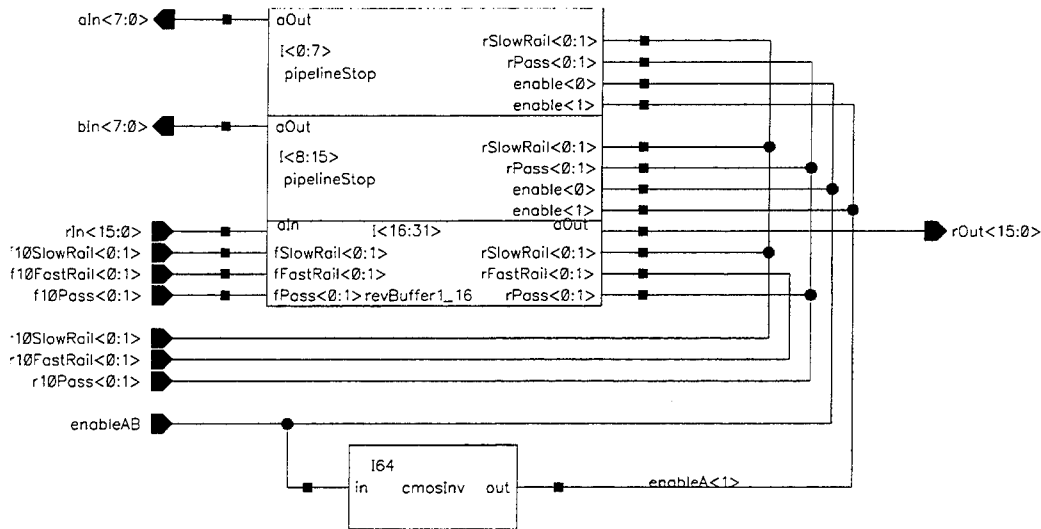 aIn<7:0>
aOut
I<0:7>
pipelineStop
rSlowRail<0:1>
rPass<0:1>
enable<0>
enable<1>
bIn<7:0>
aOut
I<8:15>
pipelineStop
rSlowRail<0:1>
rPass<0:1>
enable<0>
enable<1>
rIn<15:0>
aIn
I<16:31>
aOut
rOut<15:0>
f10SlowRail<0:1>
fSlowRail<0:1>
rSlowRail<0:1>
f10FastRail<0:1>
fFastRail<0:1>
rFastRail<0:1>
f10Pass<0:1>
fPass<0:1> revBuffer1_16
rPass<0:1>
r10SlowRail<0:1>
r10FastRail<0:1>
r10Pass<0:1>
enableAB
I64
in cmosinv out
enableA<1>